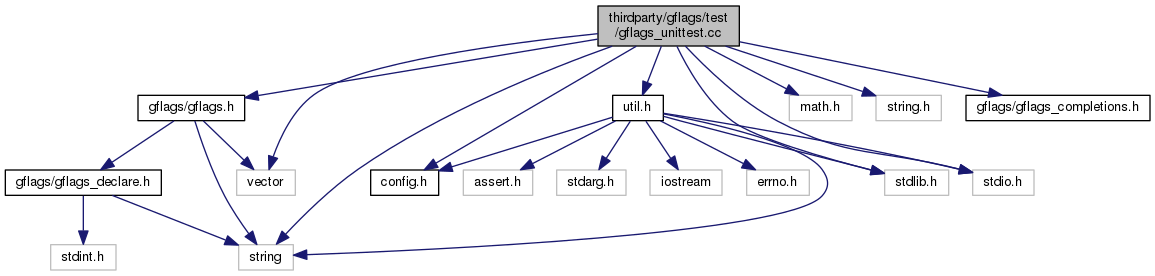 thirdparty/gflags/test
/gflags_unittest.cc
gflags/gflags.h
util.h
math.h
string.h
gflags/gflags_completions.h
gflags/gflags_declare.h
vector
config.h
assert.h
stdarg.h
iostream
errno.h
stdlib.h
stdio.h
stdint.h
string